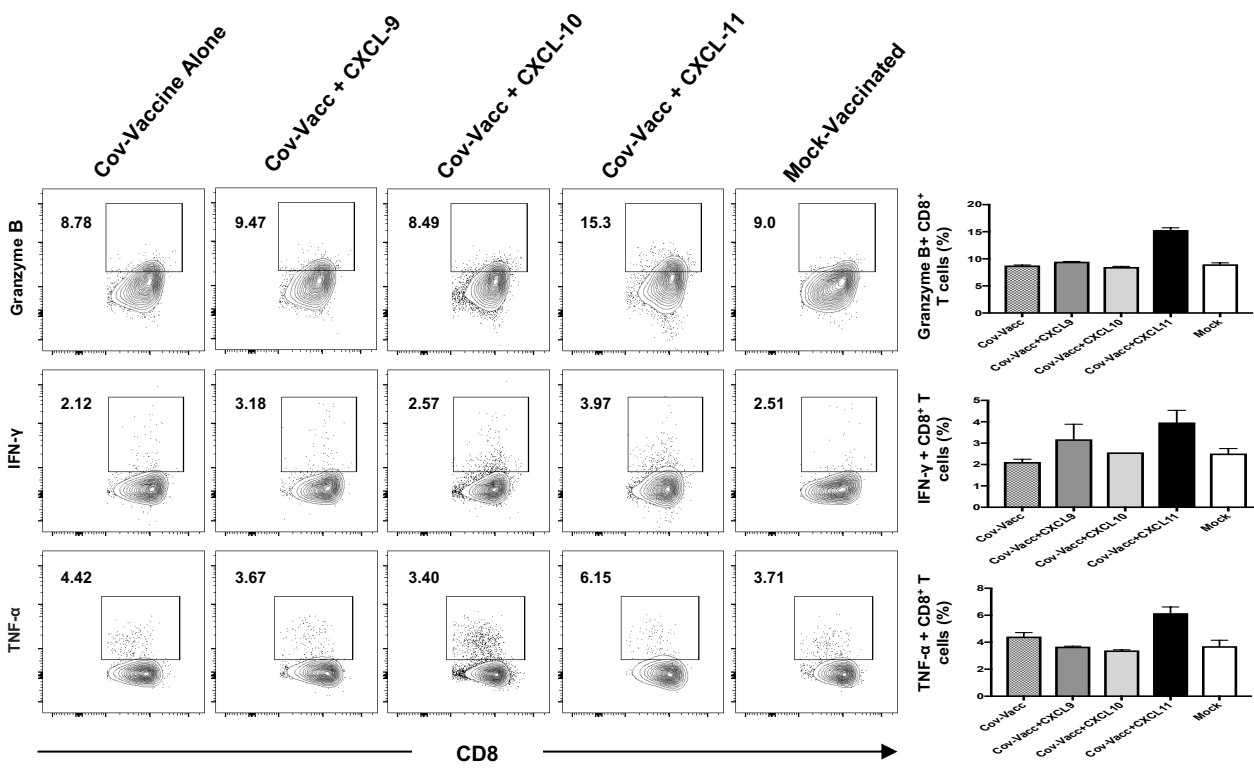 Cov-Vaccine Alone
Cov-Vacc + CXCL-9
Cov-Vacc + CXCL-10
Cov-Vacc + CXCL-11
Mock-Vaccinated
Granzyme B
8.78
9.47
8.49
15.3
9.0
Granzyme B+ CD8+
T cells (%)
20
15
10
5
0
Cov-Vacc
Cov-Vacc+CXCL9
Cov-Vacc+CXCL10
Cov-Vacc+CXCL11
Mock
IFN-γ
2.12
3.18
2.57
3.97
2.51
IFN-γ + CD8+ T
cells (%)
5
4
3
2
1
0
Cov-Vacc
Cov-Vacc+CXCL9
Cov-Vacc+CXCL10
Cov-Vacc+CXCL11
Mock
TNF-α
4.42
3.67
3.40
6.15
3.71
TNF-α + CD8+ T
cells (%)
8
6
4
2
0
Cov-Vacc
Cov-Vacc+CXCL9
Cov-Vacc+CXCL10
Cov-Vacc+CXCL11
Mock
CD8